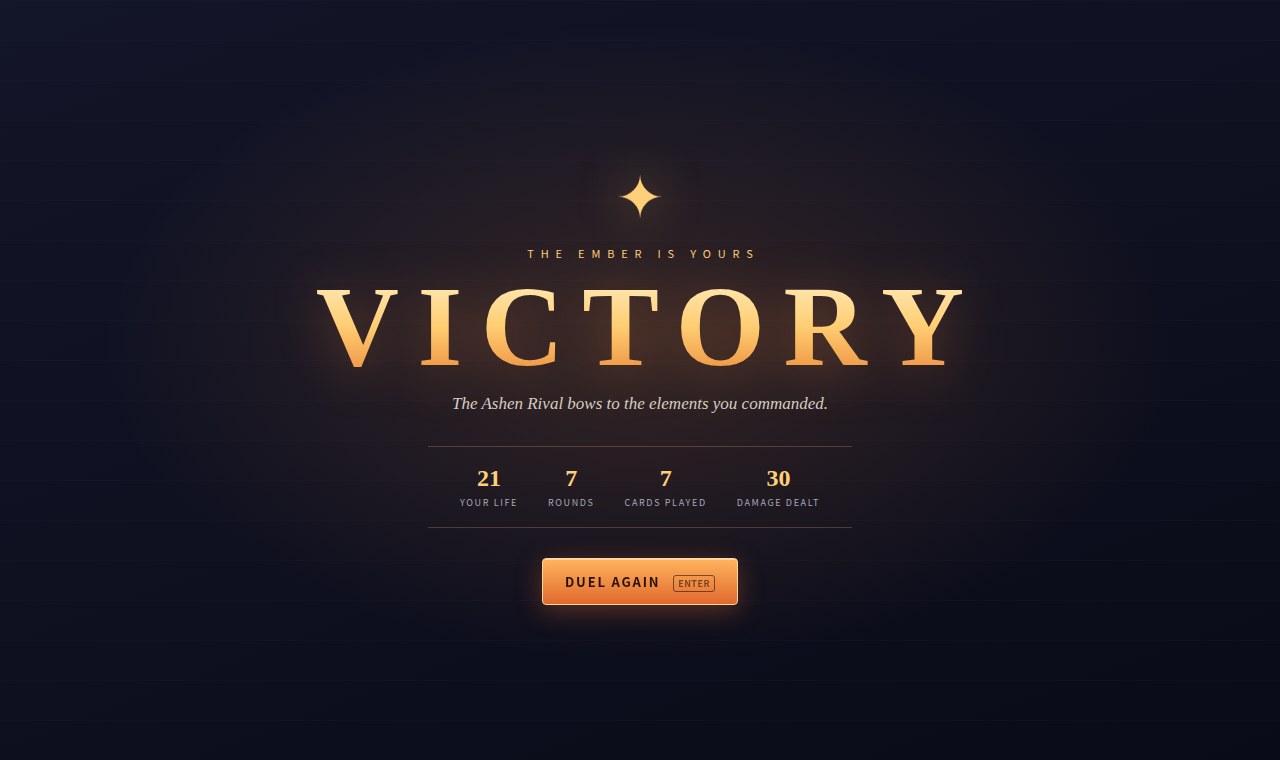 THE EMBER IS YOURS
VICTORY
The Ashen Rival bows to the elements you commanded.
21 7 7 30
YOUR LIFE ROUNDS CARDS PLAYED DAMAGE DEALT
DUEL AGAIN ENTER